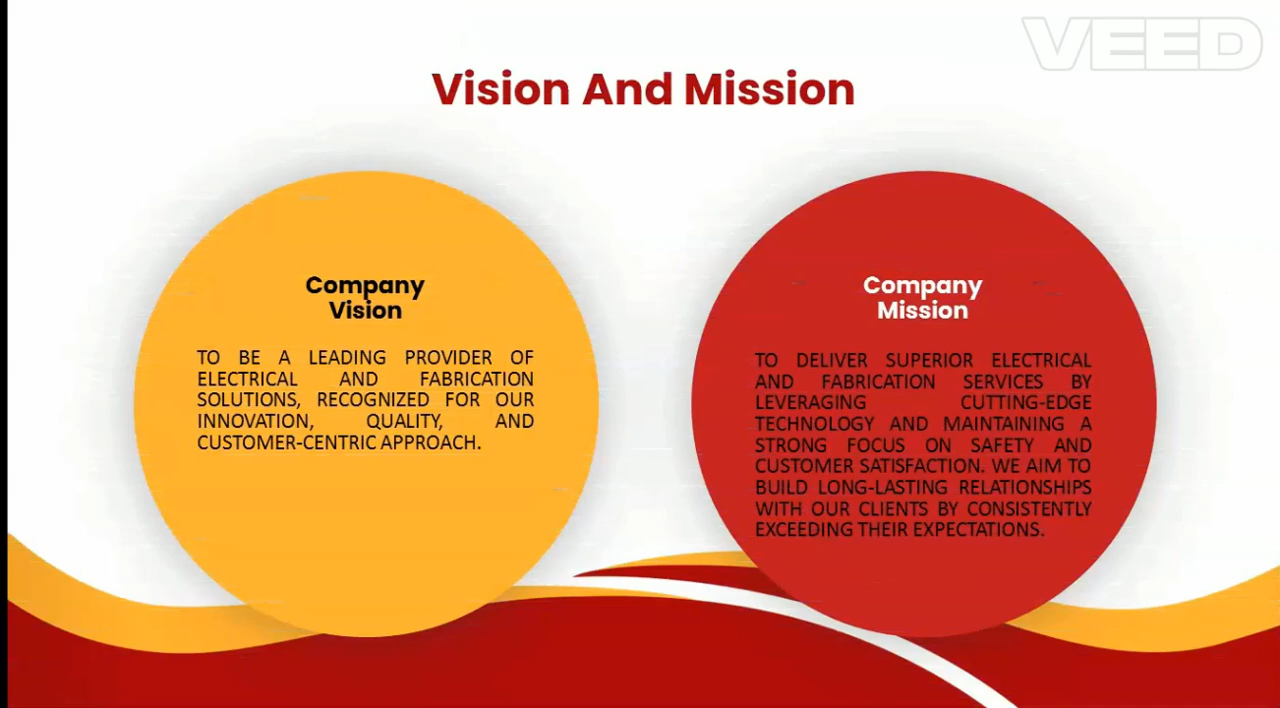 VEED
Vision And Mission
Company
Vision
TO BE A LEADING PROVIDER OF
ELECTRICAL AND FABRICATION
SOLUTIONS, RECOGNIZED FOR OUR
INNOVATION, QUALITY, AND
CUSTOMER-CENTRIC APPROACH.
Company
Mission
TO DELIVER SUPERIOR ELECTRICAL
AND FABRICATION SERVICES BY
LEVERAGING CUTTING-EDGE
TECHNOLOGY AND MAINTAINING A
STRONG FOCUS ON SAFETY AND
CUSTOMER SATISFACTION. WE AIM TO
BUILD LONG-LASTING RELATIONSHIPS
WITH OUR CLIENTS BY CONSISTENTLY
EXCEEDING THEIR EXPECTATIONS.